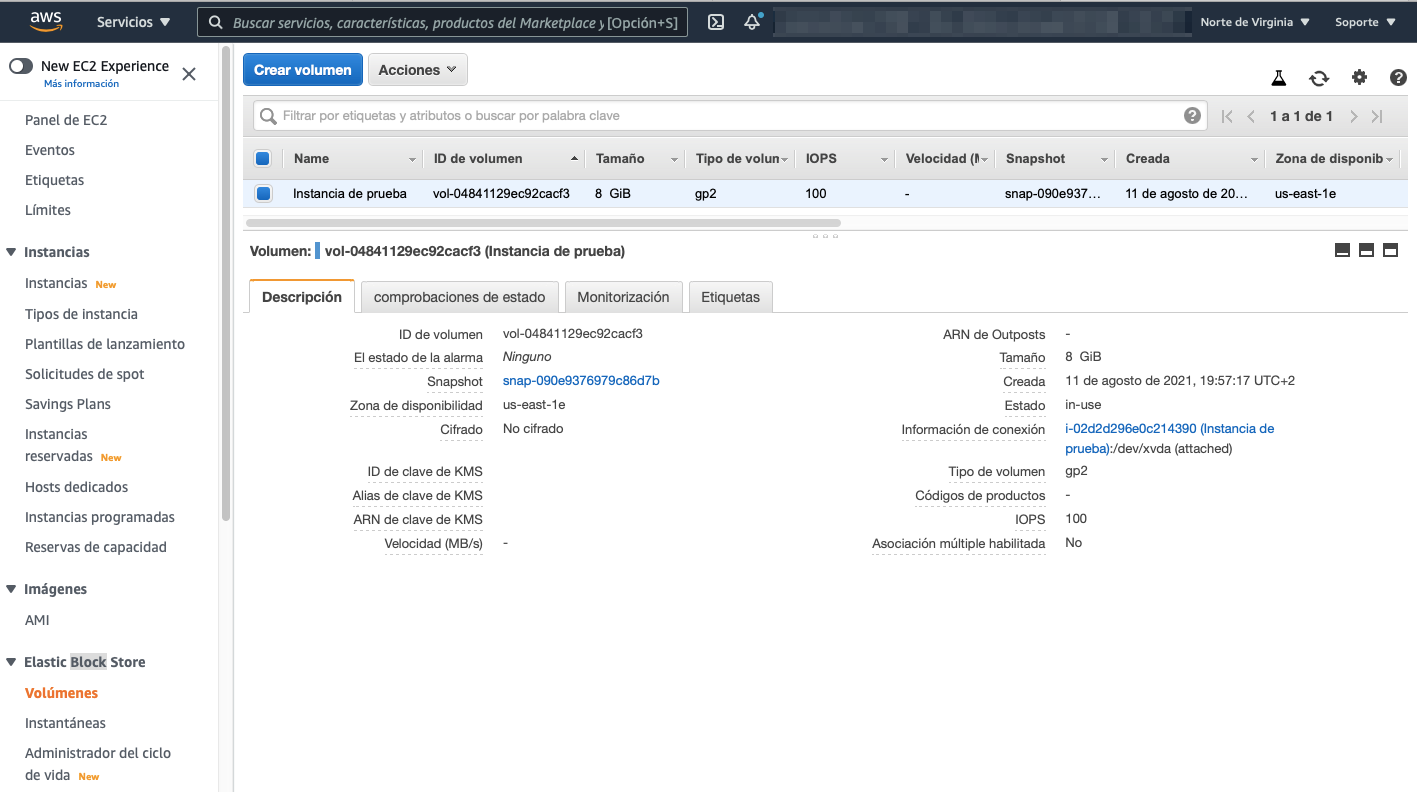 aws
Servicios
Buscar servicios, características, productos del Marketplace y [Opción+S]
Norte de Virginia
Soporte
New EC2 Experience
Más información
Panel de EC2
Eventos
Etiquetas
Límites
Instancias
Instancias New
Tipos de instancia
Plantillas de lanzamiento
Solicitudes de spot
Savings Plans
Instancias
reservadas New
Hosts dedicados
Instancias programadas
Reservas de capacidad
Imágenes
AMI
Elastic Block Store
Volúmenes
Instantáneas
Administrador del ciclo
de vida New
Crear volumen
Acciones
Filtrar por etiquetas y atributos o buscar por palabra clave
1 a 1 de 1
Name ID de volumen Tamaño Tipo de volun IOPS Velocidad (M Snapshot Creada Zona de disponib
Instancia de prueba vol-04841129ec92cacf3 8 GiB gp2 100 - snap-090e937... 11 de agosto de 20... us-east-1e
Volumen: vol-04841129ec92cacf3 (Instancia de prueba)
Descripción comprobaciones de estado Monitorización Etiquetas
ID de volumen vol-04841129ec92cacf3
El estado de la alarma Ninguno
Snapshot snap-090e9376979c86d7b
Zona de disponibilidad us-east-1e
Cifrado No cifrado
ID de clave de KMS
Alias de clave de KMS
ARN de clave de KMS
Velocidad (MB/s) -
ARN de Outposts -
Tamaño 8 GiB
Creada 11 de agosto de 2021, 19:57:17 UTC+2
Estado in-use
Información de conexión i-02d2d296e0c214390 (Instancia de
prueba):/dev/xvda (attached)
Tipo de volumen gp2
Códigos de productos -
IOPS 100
Asociación múltiple habilitada No